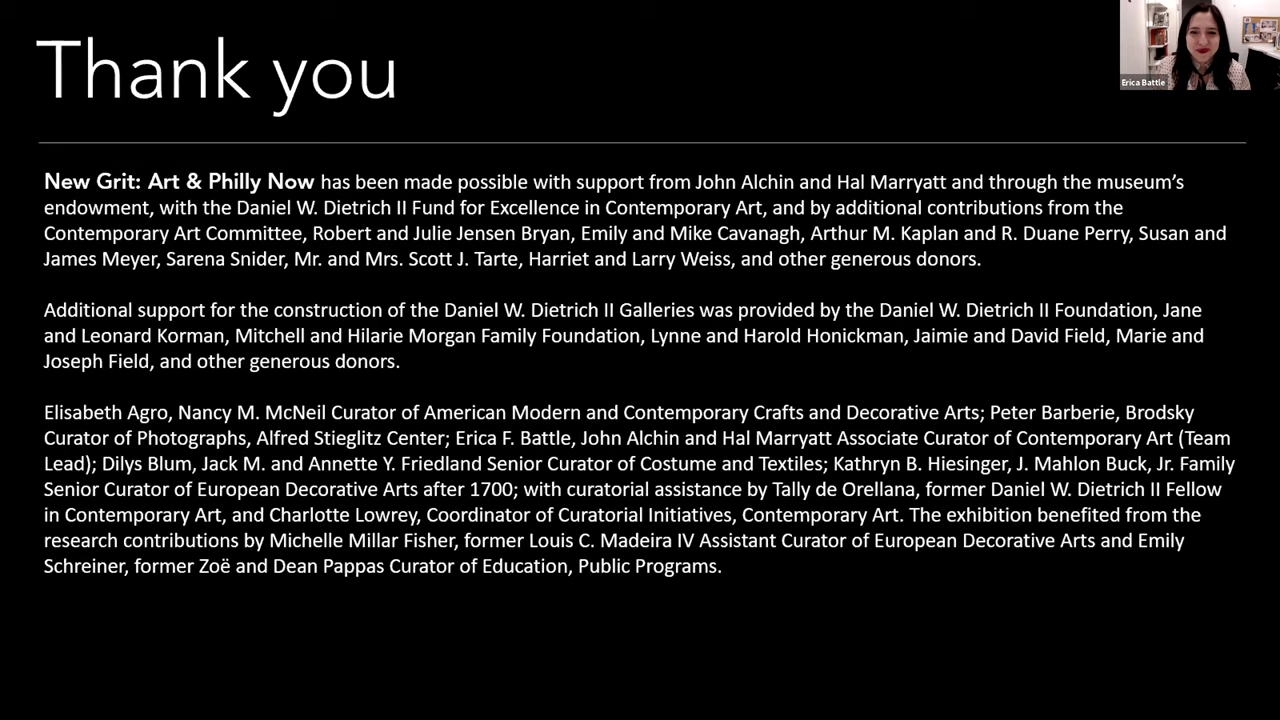 Thank you
Erica Battle
New Grit: Art & Philly Now has been made possible with support from John Alchin and Hal Marryatt and through the museum’s
endowment, with the Daniel W. Dietrich II Fund for Excellence in Contemporary Art, and by additional contributions from the
Contemporary Art Committee, Robert and Julie Jensen Bryan, Emily and Mike Cavanagh, Arthur M. Kaplan and R. Duane Perry, Susan and
James Meyer, Sarena Snider, Mr. and Mrs. Scott J. Tarte, Harriet and Larry Weiss, and other generous donors.
Additional support for the construction of the Daniel W. Dietrich II Galleries was provided by the Daniel W. Dietrich II Foundation, Jane
and Leonard Korman, Mitchell and Hilarie Morgan Family Foundation, Lynne and Harold Honickman, Jaimie and David Field, Marie and
Joseph Field, and other generous donors.
Elisabeth Agro, Nancy M. McNeil Curator of American Modern and Contemporary Crafts and Decorative Arts; Peter Barberie, Brodsky
Curator of Photographs, Alfred Stieglitz Center; Erica F. Battle, John Alchin and Hal Marryatt Associate Curator of Contemporary Art (Team
Lead); Dilys Blum, Jack M. and Annette Y. Friedland Senior Curator of Costume and Textiles; Kathryn B. Hiesinger, J. Mahlon Buck, Jr. Family
Senior Curator of European Decorative Arts after 1700; with curatorial assistance by Tally de Orellana, former Daniel W. Dietrich II Fellow
in Contemporary Art, and Charlotte Lowrey, Coordinator of Curatorial Initiatives, Contemporary Art. The exhibition benefited from the
research contributions by Michelle Millar Fisher, former Louis C. Madeira IV Assistant Curator of European Decorative Arts and Emily
Schreiner, former Zoë and Dean Pappas Curator of Education, Public Programs.